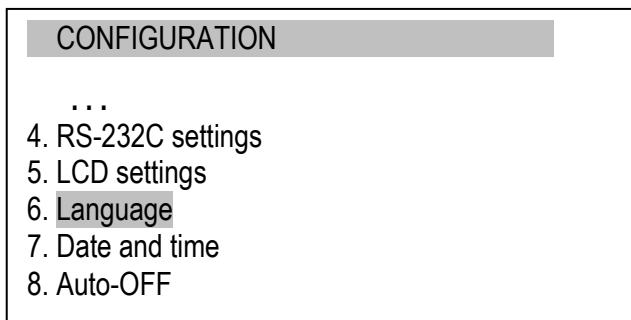 CONFIGURATION
...
4. RS-232C settings
5. LCD settings
6. Language
7. Date and time
8. Auto-OFF